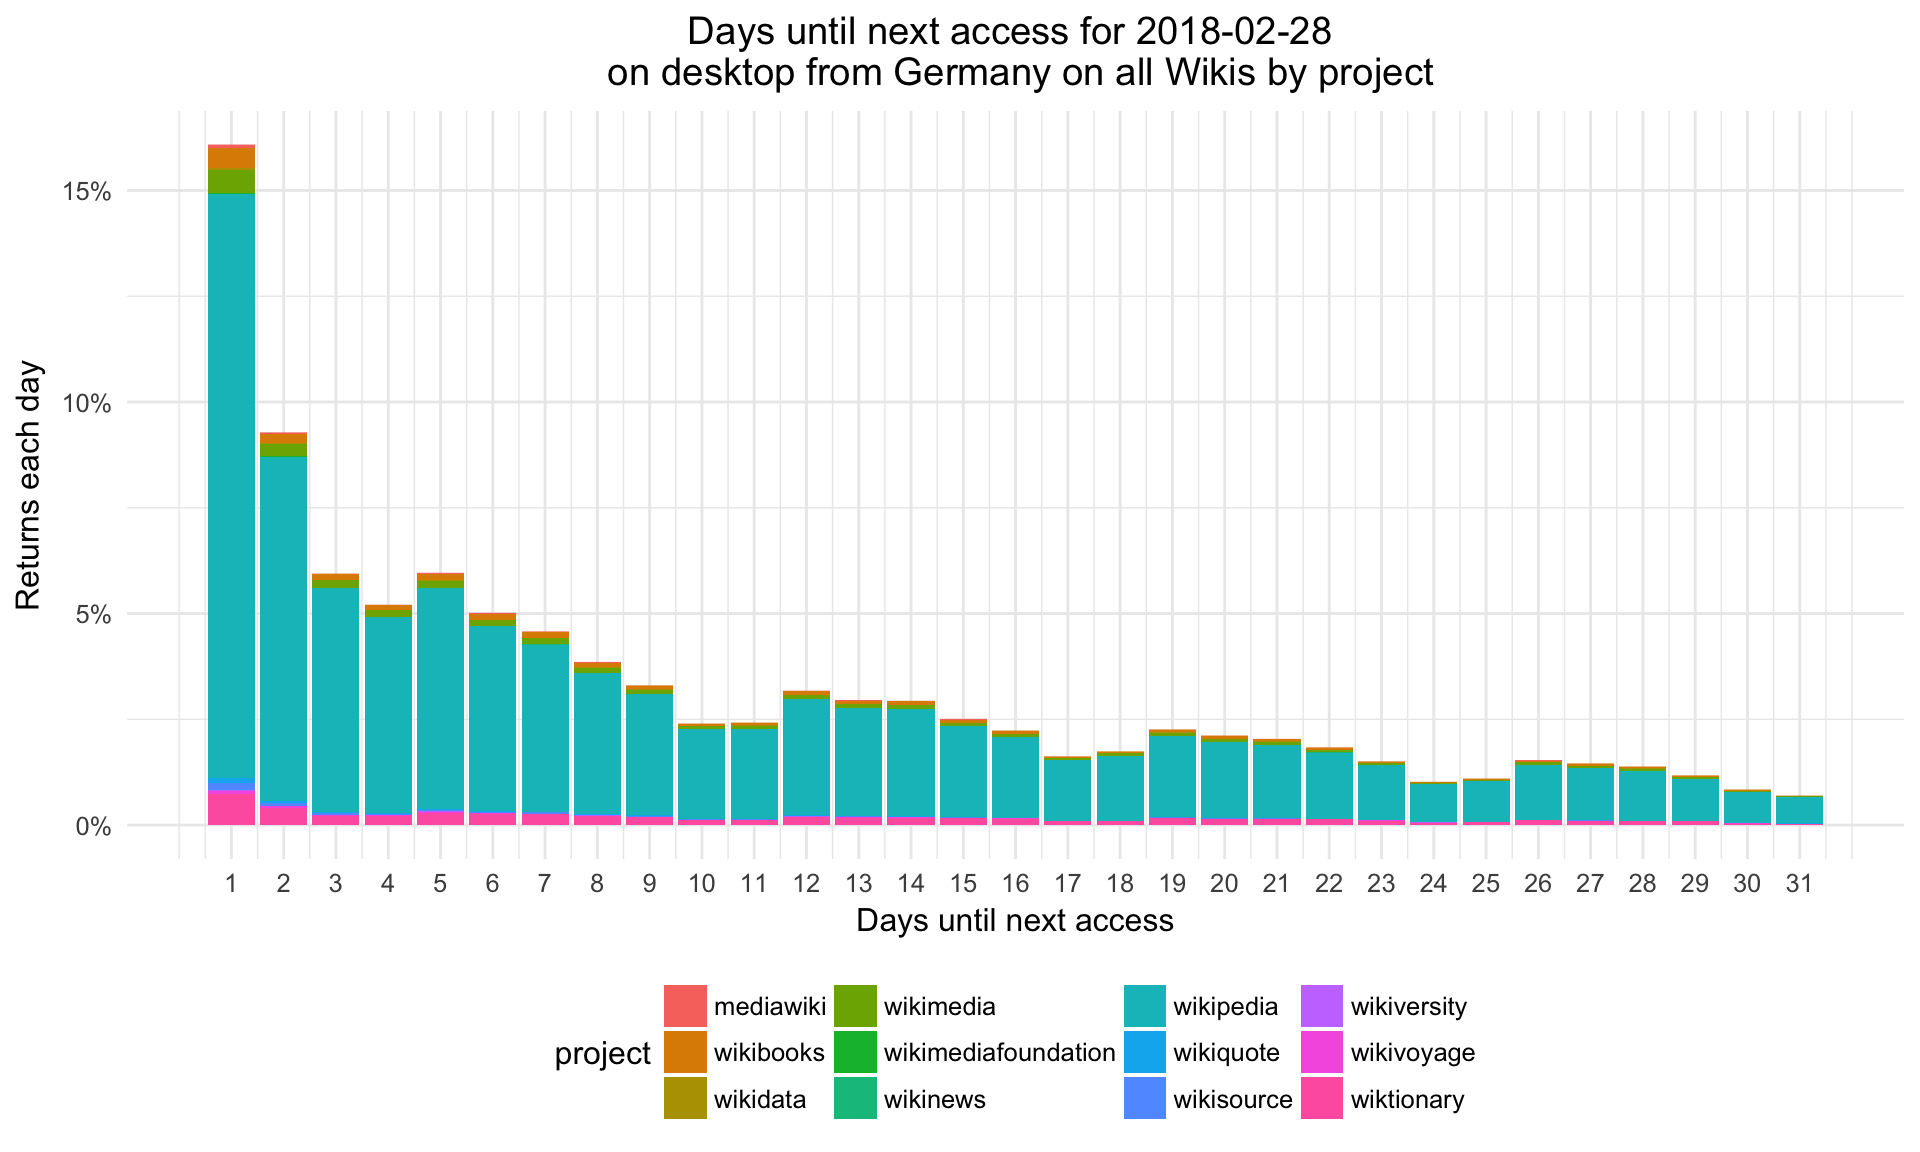 Days until next access for 2018-02-28
on desktop from Germany on all Wikis by project
Returns each day
15%
10%
5%
0%
1 2 3 4 5 6 7 8 9 10 11 12 13 14 15 16 17 18 19 20 21 22 23 24 25 26 27 28 29 30 31
Days until next access
project
mediawiki wikimedia wikipedia wikiversity
wikibooks wikimediafoundation wikiquote wikivoyage
wikidata wikinews wikisource wiktionary